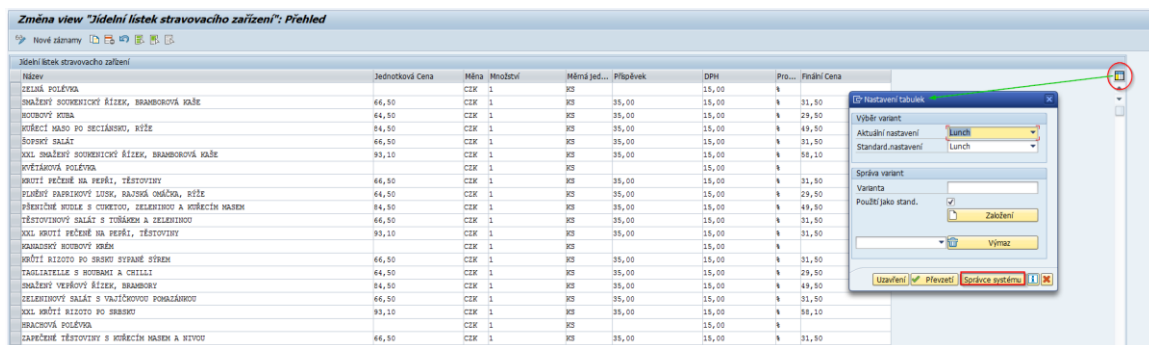 Změna view "Jídelní lístek stravovacího zařízení": Přehled
Nové záznamy
Jídelní lístek stravovacího zařízení
Název Jednotková Cena Měna Množství Měrná jed... Příspěvek DPH Pro... Finální Cena
ZELNÁ POLÉVKA CZK 1 KS 15,00 %
SMAŽENÝ SOUKENICKÝ ŘÍZEK, BRAMBOROVÁ KAŠE 66,50 CZK 1 KS 35,00 15,00 % 31,50
HOUBOVÝ KUBA 64,50 CZK 1 KS 35,00 15,00 % 29,50
KUŘECÍ MASO PO SECIÁNSKU, RÝŽE 84,50 CZK 1 KS 35,00 15,00 % 49,50
ŠOPSKÝ SALÁT 66,50 CZK 1 KS 35,00 15,00 % 31,50
XXL SMAŽENÝ SOUKENICKÝ ŘÍZEK, BRAMBOROVÁ KAŠE 93,10 CZK 1 KS 35,00 15,00 % 58,10
KVĚTÁKOVÁ POLÉVKA CZK 1 KS 15,00 %
KRUTÍ PEČENĚ NA PEPŘI, TĚSTOVINY 66,50 CZK 1 KS 35,00 15,00 % 31,50
PLNĚNÝ PAPRIKOVÝ LUSK, RAJSKÁ OMÁČKA, RÝŽE 64,50 CZK 1 KS 35,00 15,00 % 29,50
PŠENIČNÉ NUDLE S CUKETOU, ZELENINOU A KUŘECÍM MASEM 84,50 CZK 1 KS 35,00 15,00 % 49,50
TĚSTOVINOVÝ SALÁT S TUŇÁKEM A ZELENINOU 66,50 CZK 1 KS 35,00 15,00 % 31,50
XXL KRUTÍ PEČENĚ NA PEPŘI, TĚSTOVINY 93,10 CZK 1 KS 35,00 15,00 % 31,50
KANADSKÝ HOUBOVÝ KRÉM CZK 1 KS 15,00 %
KRŮTÍ RIZOTO PO SRSKU SYPANÉ SÝREM 66,50 CZK 1 KS 35,00 15,00 % 31,50
TAGLIATELLE S HOUBAMI A CHILLI 64,50 CZK 1 KS 35,00 15,00 % 29,50
SMAŽENÝ VEPŘOVÝ ŘÍZEK, BRAMBORY 84,50 CZK 1 KS 35,00 15,00 % 49,50
ZELENINOVÝ SALÁT S VAJÍČKOVOU POMAZÁNKOU 66,50 CZK 1 KS 35,00 15,00 % 31,50
XXL KRŮTÍ RIZOTO PO SRBSKU 93,10 CZK 1 KS 35,00 15,00 % 58,10
HRACHOVÁ POLÉVKA CZK 1 KS 15,00 %
ZAPEČENÉ TĚSTOVINY S KUŘECÍM MASEM A NIVOU 66,50 CZK 1 KS 35,00 15,00 % 31,50
Nastavení tabulek
Výběr variant
Aktuální nastavení Lunch
Standard.nastavení Lunch
Správa variant
Varianta
Použití jako stand.
Založení
Výmaz
Uzavření Převzetí Správce systému